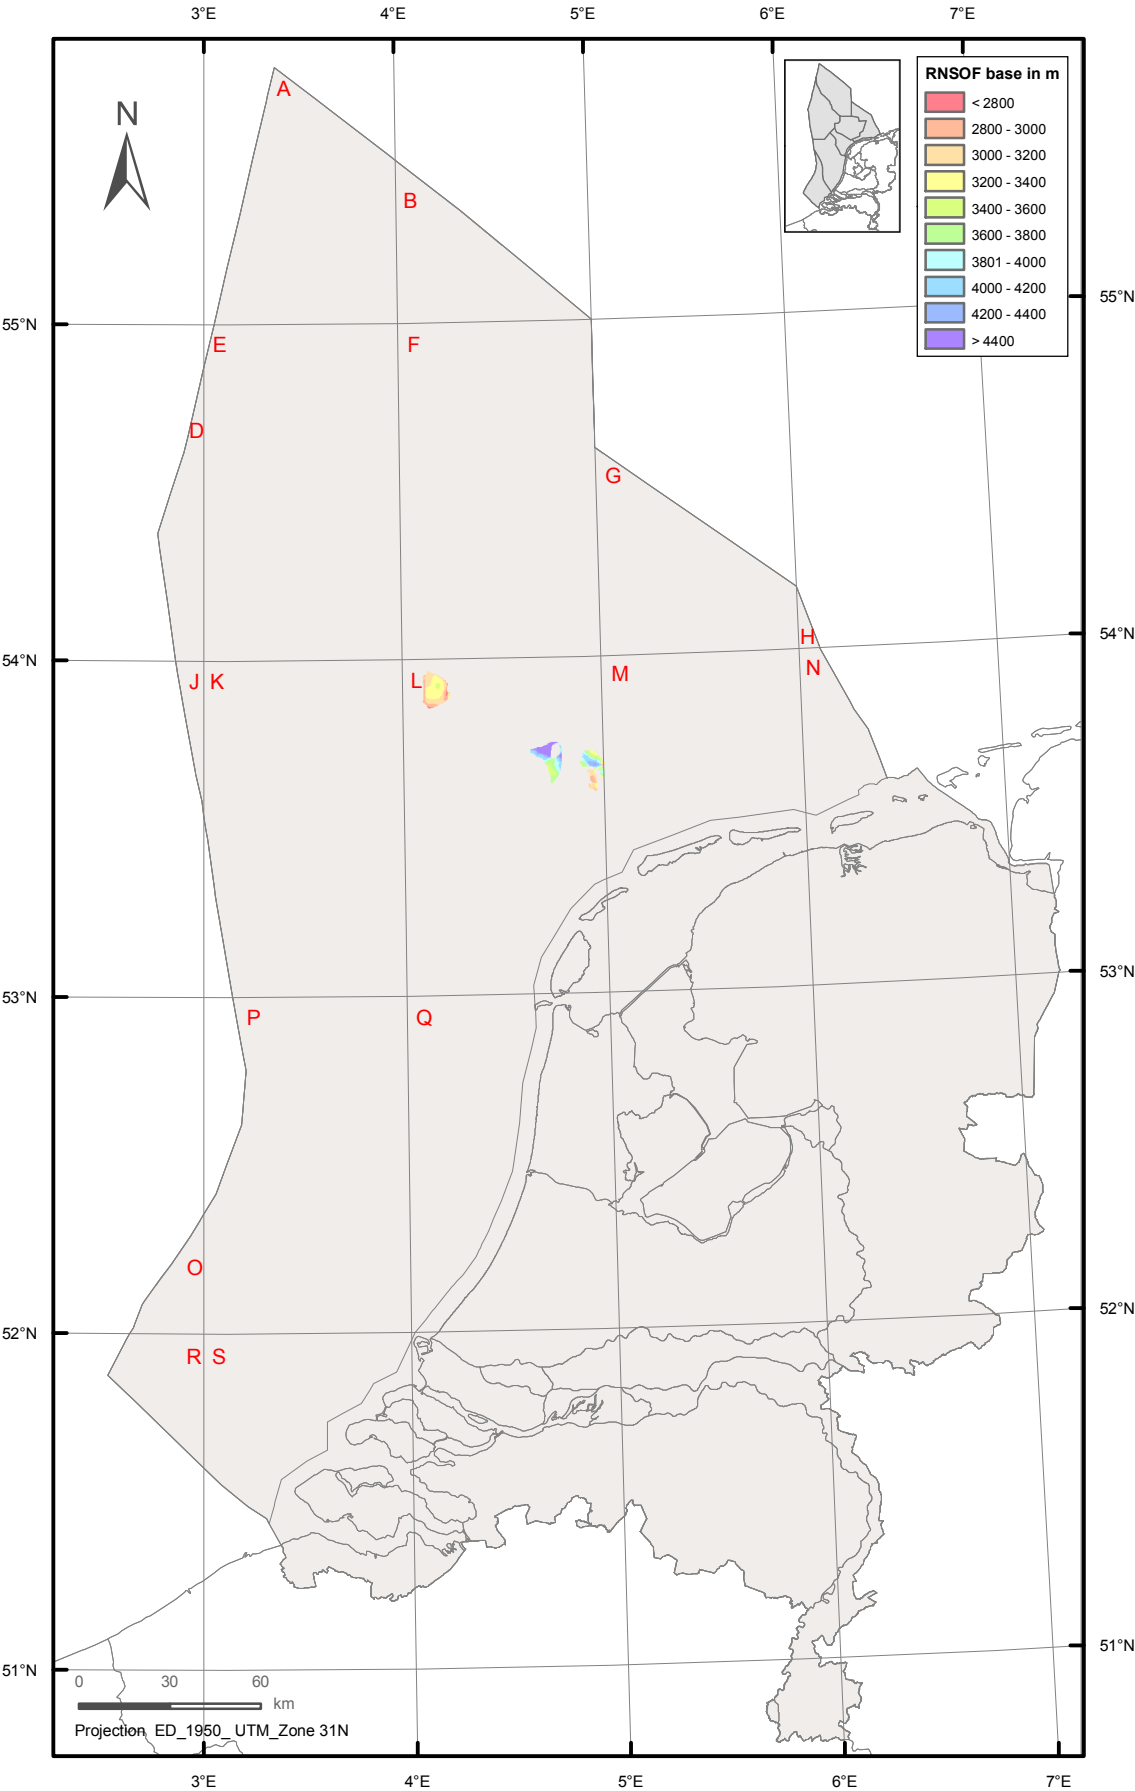 3°E 4°E 5°E 6°E 7°E
N
RNSOF base in m
< 2800
2800 - 3000
3000 - 3200
3200 - 3400
3400 - 3600
3600 - 3800
3801 - 4000
4000 - 4200
4200 - 4400
> 4400
A
B
55°N 55°N
E F
D
G
H
54°N 54°N
J K L M N
53°N 53°N
P Q
O
52°N 52°N
R S
51°N 51°N
0 30 60
km
Projection ED_1950_ UTM_Zone 31N
3°E 4°E 5°E 6°E 7°E